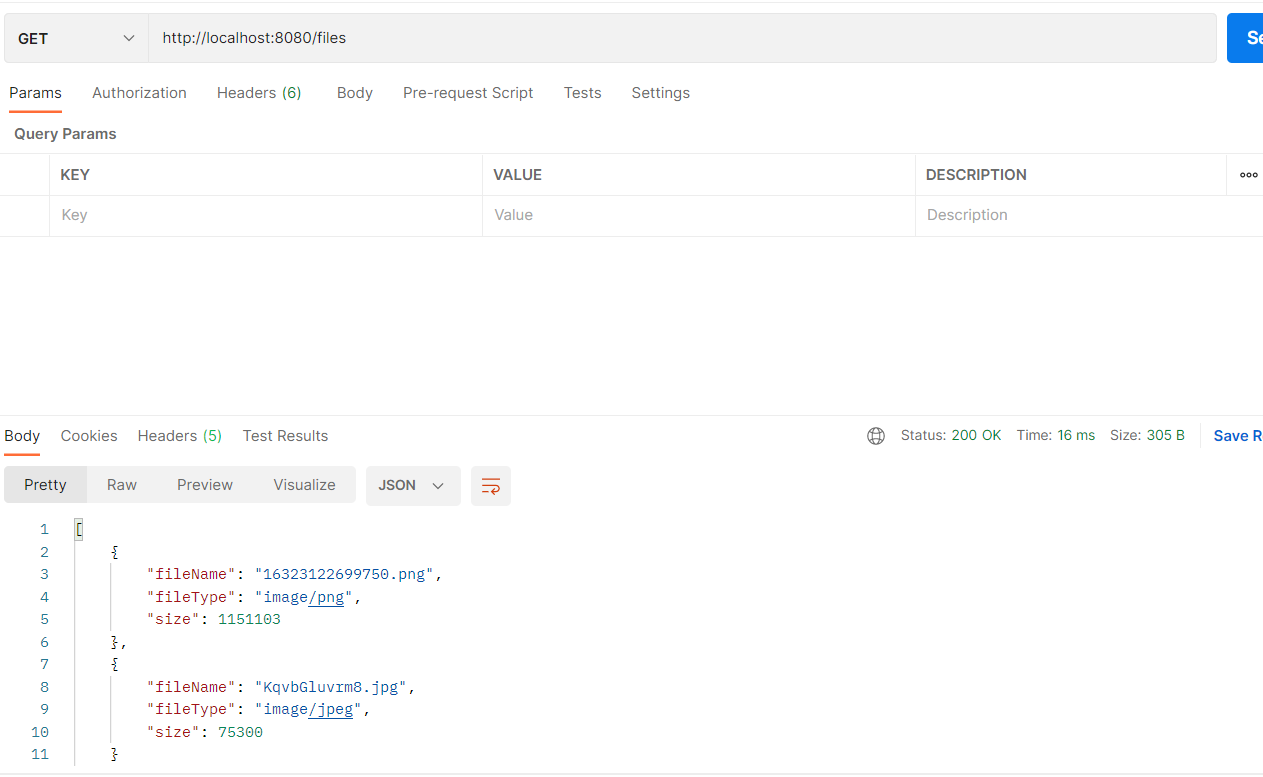 GET http://localhost:8080/files Se
Params Authorization Headers (6) Body Pre-request Script Tests Settings
Query Params
KEY VALUE DESCRIPTION ooo
Key Value Description
Body Cookies Headers (5) Test Results Status: 200 OK Time: 16 ms Size: 305 B Save R
Pretty Raw Preview Visualize JSON
1 [
2 {
3 "fileName": "16323122699750.png",
4 "fileType": "image/png",
5 "size": 1151103
6 },
7 {
8 "fileName": "KqvbGluvrm8.jpg",
9 "fileType": "image/jpeg",
10 "size": 75300
11 }